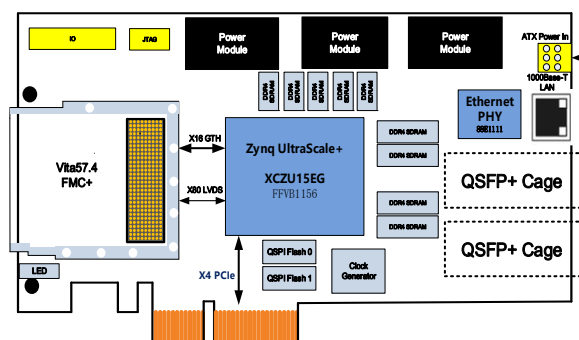 IO
JTAG
Power
Module
Power
Module
Power
Module
ATX Power In
1000Base-T
LAN
DDR4
SDRAM
DDR4
SDRAM
DDR4
SDRAM
DDR4
SDRAM
DDR4
SDRAM
Ethernet
PHY
88E1111
Vita57.4
FMC+
X16 GTH
X80 LVDS
Zynq UltraScale+
XCZU15EG
FFVB1156
DDR4 SDRAM
DDR4 SDRAM
DDR4 SDRAM
DDR4 SDRAM
QSFP+ Cage
QSFP+ Cage
LED
X4 PCIe
QSPI Flash 0
QSPI Flash 1
Clock
Generator